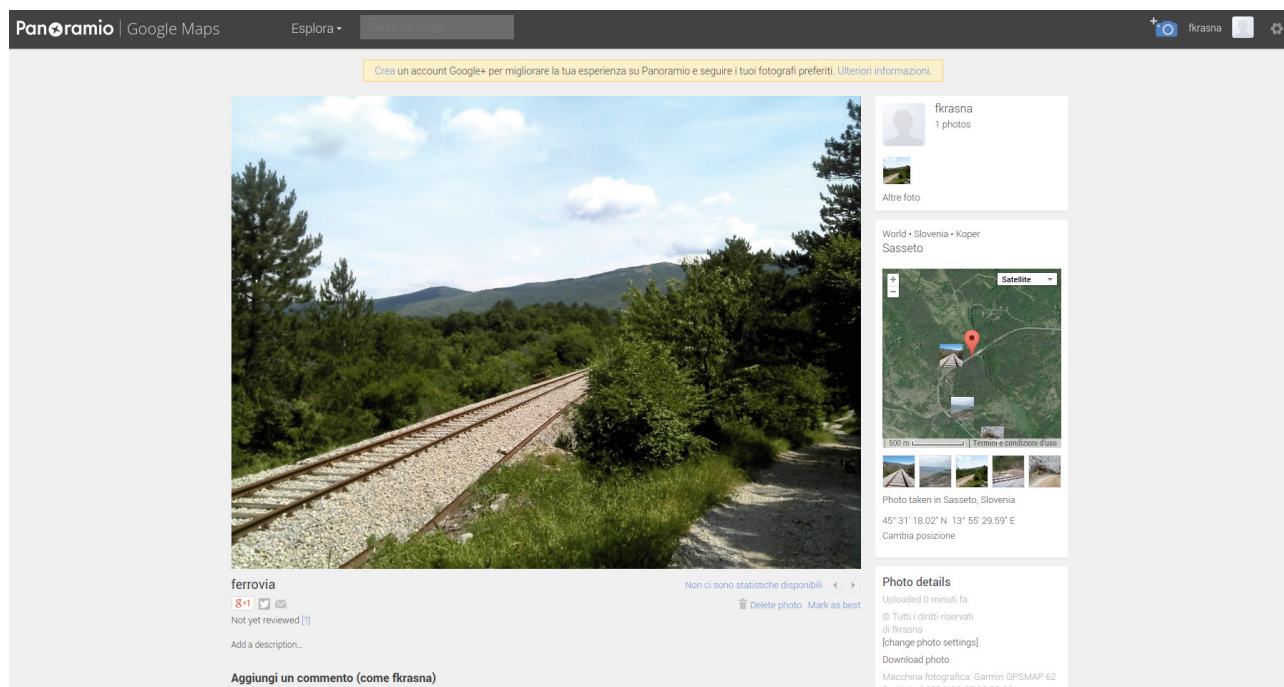 Panoramio | Google Maps
Esplora
Cerca un luogo
fkrasna
Crea un account Google+ per migliorare la tua esperienza su Panoramio e seguire i tuoi fotografi preferiti. Ulteriori informazioni.
fkrasna
1 photos
Altre foto
World • Slovenia • Koper
Sasseto
+
−
Satellite
500 m
Termini e condizioni d'uso
Photo taken in Sasseto, Slovenia
45° 31' 18.02" N 13° 55' 29.59" E
Cambia posizione
ferrovia
Non ci sono statistiche disponibili
g+1
Delete photo Mark as best
Not yet reviewed [?]
Add a description...
Aggiungi un commento (come fkrasna)
Photo details
Uploaded 0 minuti fa
© Tutti i diritti riservati
di fkrasna
[change photo settings]
Download photo
Macchina fotografica: Garmin GPSMAP 62